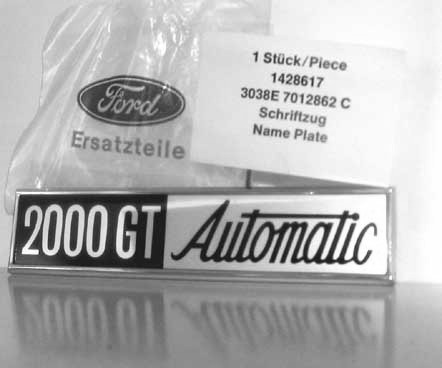 Ford
Ersatzteile
1 Stück/Piece
1428617
3038E 7012862 C
Schriftzug
Name Plate
2000 GT Automatic